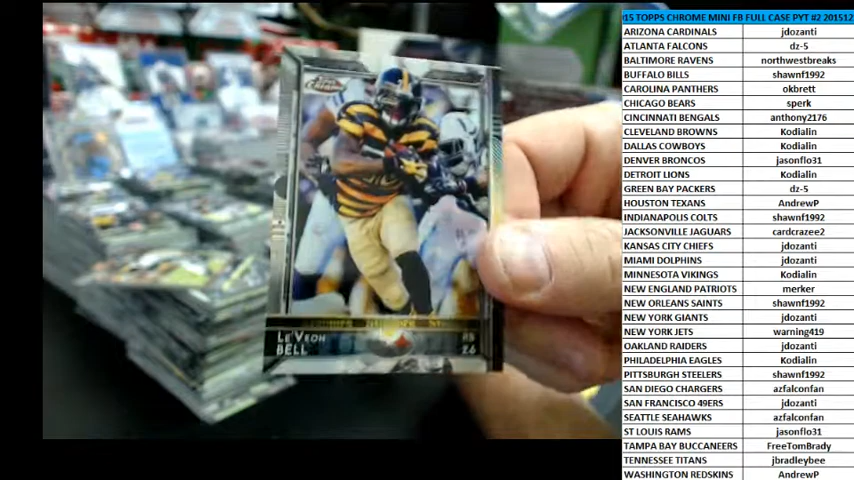 Topps Chrome
LE'VEON
BELL
RB
26
015 TOPPS CHROME MINI FB FULL CASE PYT #2 201512
ARIZONA CARDINALS jdozanti
ATLANTA FALCONS dz-5
BALTIMORE RAVENS northwestbreaks
BUFFALO BILLS shawnf1992
CAROLINA PANTHERS okbrett
CHICAGO BEARS sperk
CINCINNATI BENGALS anthony2176
CLEVELAND BROWNS Kodialin
DALLAS COWBOYS Kodialin
DENVER BRONCOS jasonflo31
DETROIT LIONS Kodialin
GREEN BAY PACKERS dz-5
HOUSTON TEXANS AndrewP
INDIANAPOLIS COLTS shawnf1992
JACKSONVILLE JAGUARS cardcrazee2
KANSAS CITY CHIEFS jdozanti
MIAMI DOLPHINS jdozanti
MINNESOTA VIKINGS Kodialin
NEW ENGLAND PATRIOTS merker
NEW ORLEANS SAINTS shawnf1992
NEW YORK GIANTS jdozanti
NEW YORK JETS warning419
OAKLAND RAIDERS jdozanti
PHILADELPHIA EAGLES Kodialin
PITTSBURGH STEELERS shawnf1992
SAN DIEGO CHARGERS azfalconfan
SAN FRANCISCO 49ERS jdozanti
SEATTLE SEAHAWKS azfalconfan
ST LOUIS RAMS jasonflo31
TAMPA BAY BUCCANEERS FreeTomBrady
TENNESSEE TITANS jbradleybee
WASHINGTON REDSKINS AndrewP